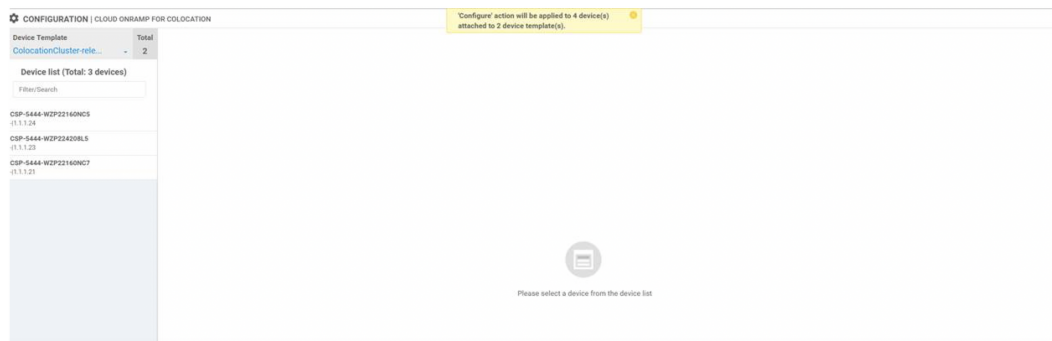 CONFIGURATION | CLOUD ONRAMP FOR COLOCATION
'Configure' action will be applied to 4 device(s)
attached to 2 device template(s).
Device Template
Total
ColocationCluster-rele...
2
Device list (Total: 3 devices)
Filter/Search
CSP-5444-WZP22160NC5
-|1.1.1.24
CSP-5444-WZP224208L5
-|1.1.1.23
CSP-5444-WZP22160NC7
-|1.1.1.21
Please select a device from the device list